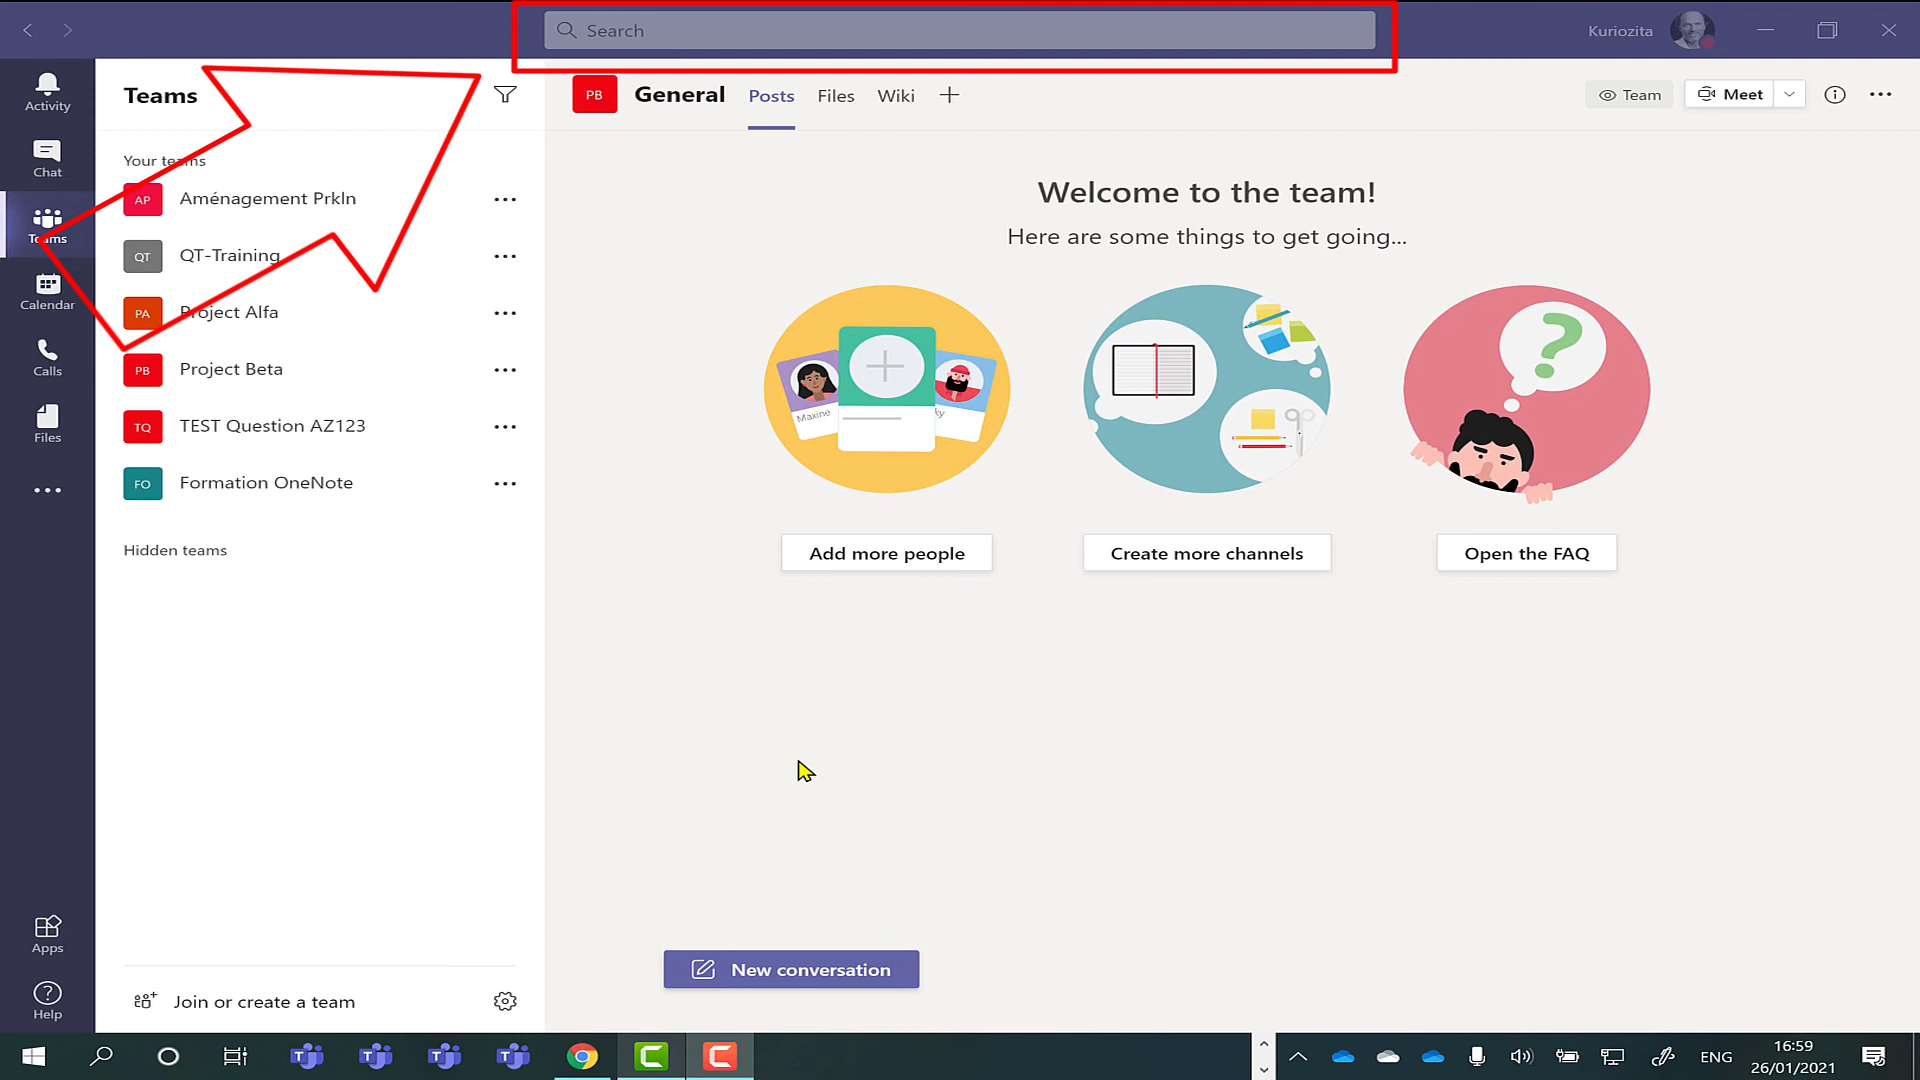 Search
Kuriozita
Activity
Chat
Teams
Calendar
Calls
Files
Apps
Help
Teams
Your teams
AP Aménagement Prkln
QT QT-Training
PA Project Alfa
PB Project Beta
TQ TEST Question AZ123
FO Formation OneNote
Hidden teams
Join or create a team
PB General Posts Files Wiki
Team Meet
Welcome to the team!
Here are some things to get going...
Maxine
ky
Add more people
Create more channels
Open the FAQ
New conversation
ENG
16:59
26/01/2021